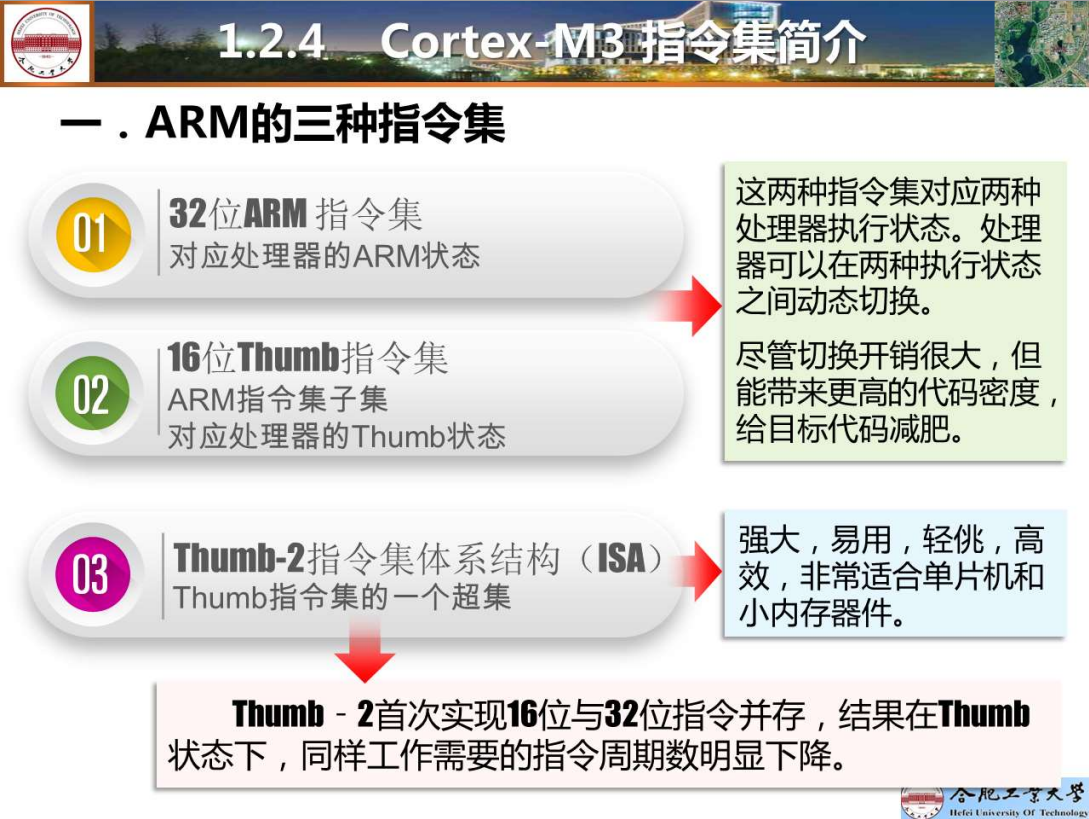 1.2.4 Cortex-M3 指令集简介
一．ARM的三种指令集
01
32位ARM 指令集
对应处理器的ARM状态
02
16位Thumb指令集
ARM指令集子集
对应处理器的Thumb状态
这两种指令集对应两种
处理器执行状态。处理
器可以在两种执行状态
之间动态切换。
尽管切换开销很大，但
能带来更高的代码密度，
给目标代码减肥。
03
Thumb-2指令集体系结构（ISA）
Thumb指令集的一个超集
强大，易用，轻佻，高
效，非常适合单片机和
小内存器件。
Thumb－2首次实现16位与32位指令并存，结果在Thumb
状态下，同样工作需要的指令周期数明显下降。
合肥工业大学
Hefei University Of Technology